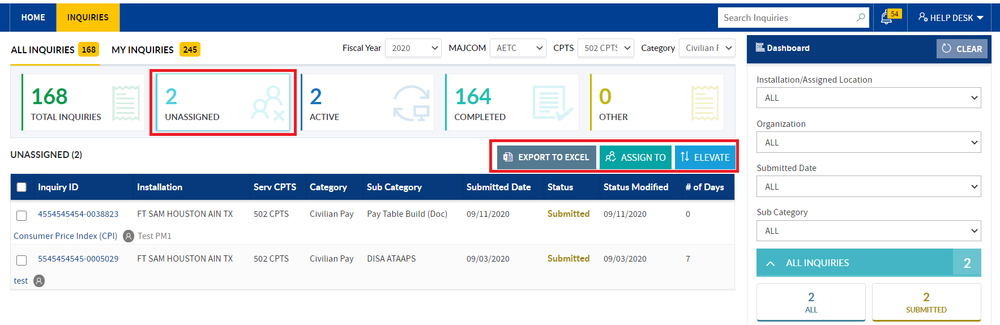 HOME INQUIRIES Search Inquiries 54 HELP DESK
ALL INQUIRIES 168 MY INQUIRIES 245 Fiscal Year 2020 MAJCOM AETC CPTS 502 CPTS Category Civilian F
168
TOTAL INQUIRIES
2
UNASSIGNED
2
ACTIVE
164
COMPLETED
0
OTHER
UNASSIGNED (2) EXPORT TO EXCEL ASSIGN TO ELEVATE
Inquiry ID Installation Serv CPTS Category Sub Category Submitted Date Status Status Modified # of Days
4554545454-0038823 FT SAM HOUSTON AIN TX 502 CPTS Civilian Pay Pay Table Build (Doc) 09/11/2020 Submitted 09/11/2020 0
Consumer Price Index (CPI) Test PM1
5545454545-0005029 FT SAM HOUSTON AIN TX 502 CPTS Civilian Pay DISA ATAAPS 09/03/2020 Submitted 09/03/2020 7
test
Dashboard CLEAR
Installation/Assigned Location
ALL
Organization
ALL
Submitted Date
ALL
Sub Category
ALL
ALL INQUIRIES 2
2
ALL
2
SUBMITTED